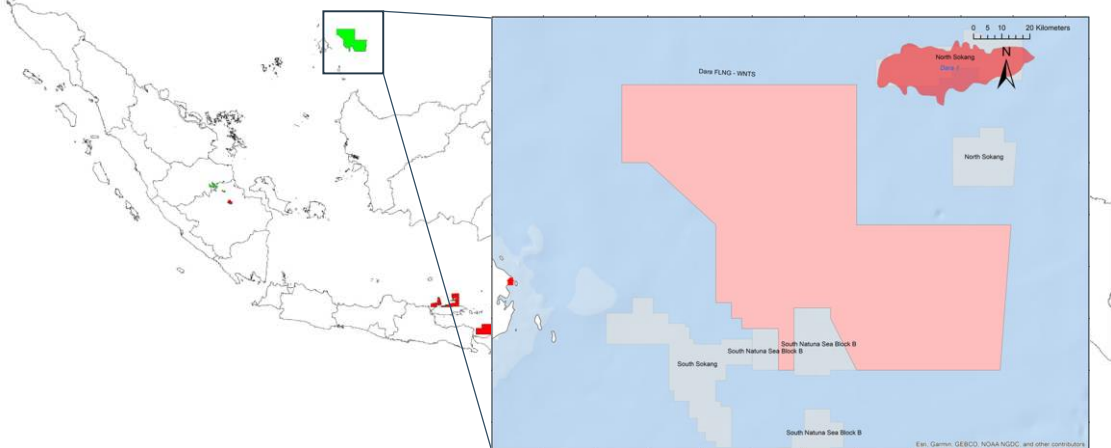 0 5 10 20 Kilometers
N
North Sokang
Dara 1
Dara FLNG - WNTS
North Sokang
South Natuna Sea Block B
South Natuna Sea Block B
South Sokang
South Natuna Sea Block B
Esri, Garmin, GEBCO, NOAA NGDC, and other contributors